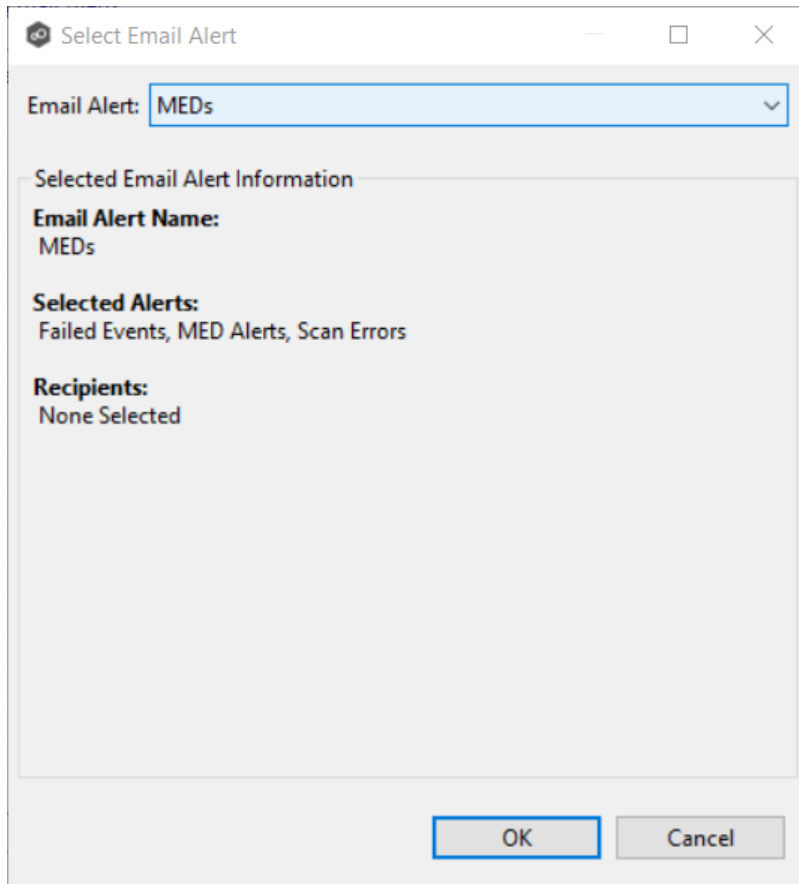 Select Email Alert
Email Alert: MEDs
Selected Email Alert Information
Email Alert Name:
MEDs
Selected Alerts:
Failed Events, MED Alerts, Scan Errors
Recipients:
None Selected
OK Cancel